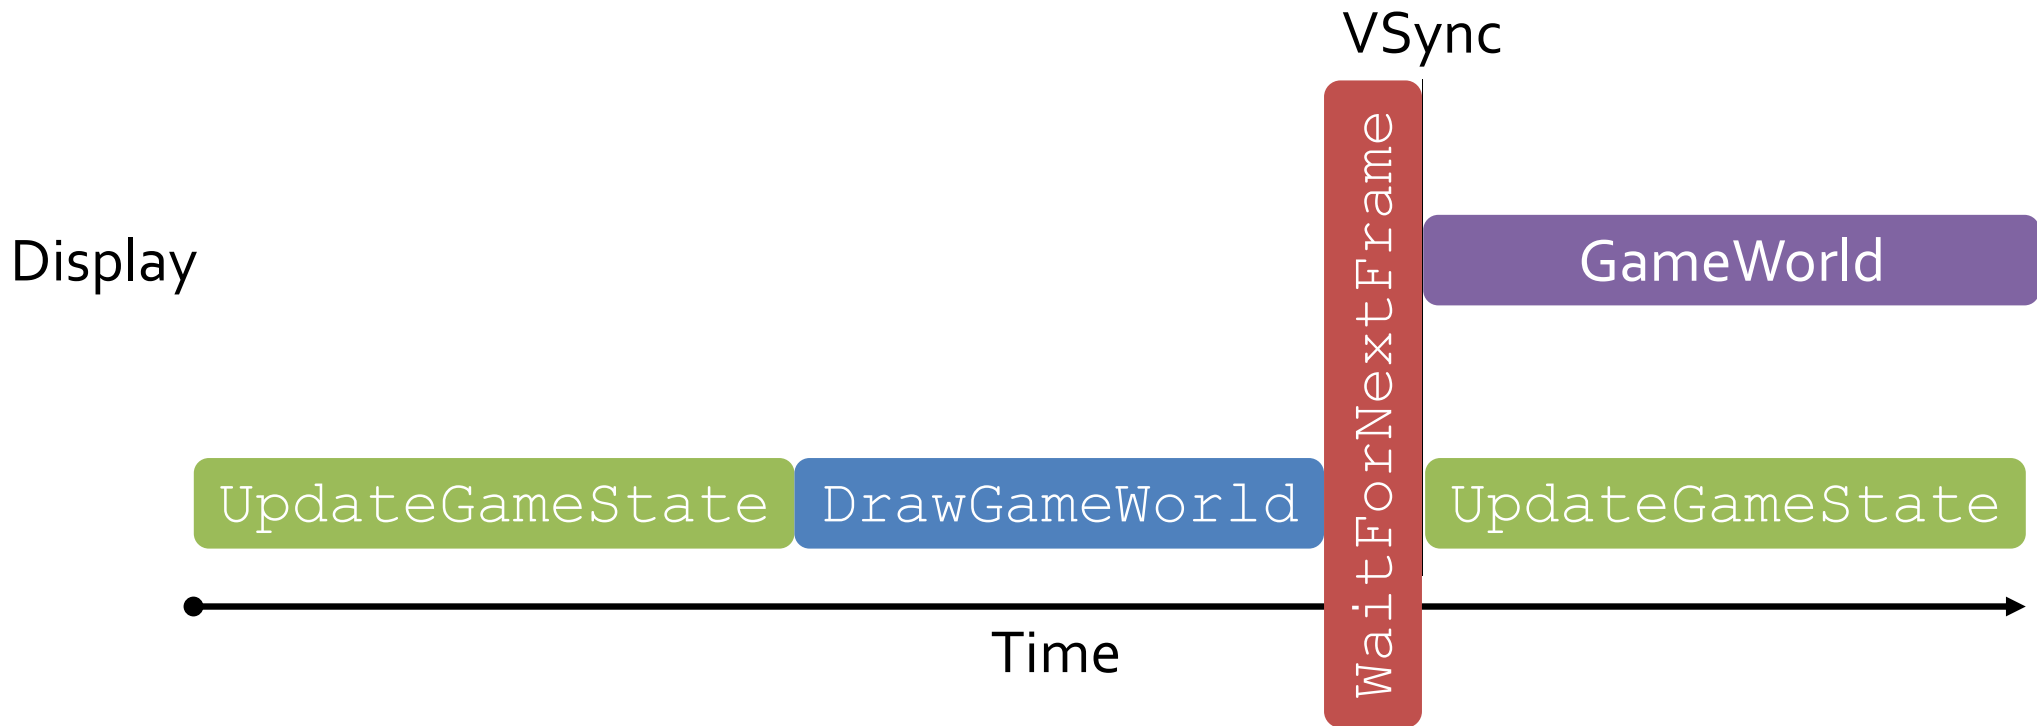 VSync
Display
GameWorld
WaitForNextFrame
UpdateGameState
DrawGameWorld
UpdateGameState
Time